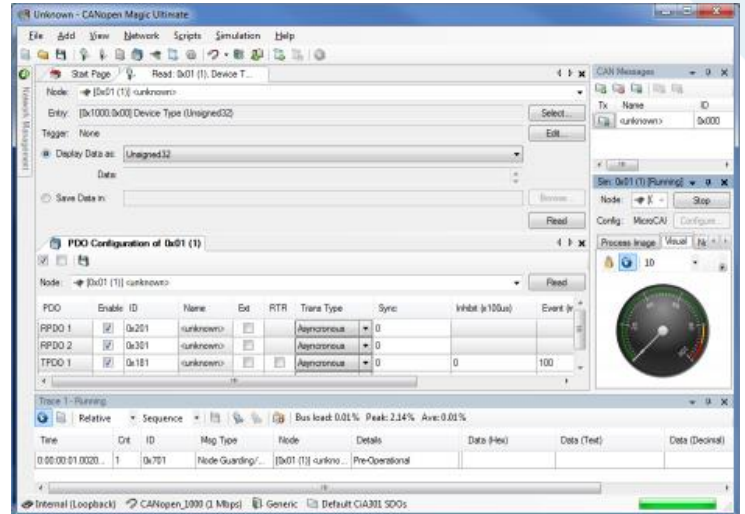 Unknown - CANopen Magic Ultimate
File Add View Network Scripts Simulation Help
Start Page Read: 0x01 (1), Device T...
Network Management
Node: [0x01 (1)] <unknown>
Entry: [0x1000.0x00] Device Type (Unsigned32) Select...
Trigger: None Edit...
Display Data as: Unsigned32
Data:
Save Data in: Browse...
Read
PDO Configuration of 0x01 (1)
Node: [0x01 (1)] <unknown> Read
PDO Enable ID Name Ext RTR Trans Type Sync Inhibit (x100us) Event (m
RPDO 1 0x201 <unknown> Asyncronous 0
RPDO 2 0x301 <unknown> Asyncronous 0
TPDO 1 0x181 <unknown> Asyncronous 0 0 100
CAN Messages
Tx Name ID
<unknown> 0x000
Sim: 0x01 (1) [Running]
Node: Stop
Config: MicroCAN Configure...
Process Image Visual
10
Trace 1 - Running
Relative Sequence Bus load: 0.01% Peak: 2.14% Ave: 0.01%
Time Cnt ID Msg Type Node Details Data (Hex) Data (Text) Data (Decimal)
0:00:00:01.0020... 1 0x701 Node Guarding/... [0x01 (1)] <unkno... Pre-Operational
Internal (Loopback) CANopen_1000 (1 Mbps) Generic Default CiA301 SDOs